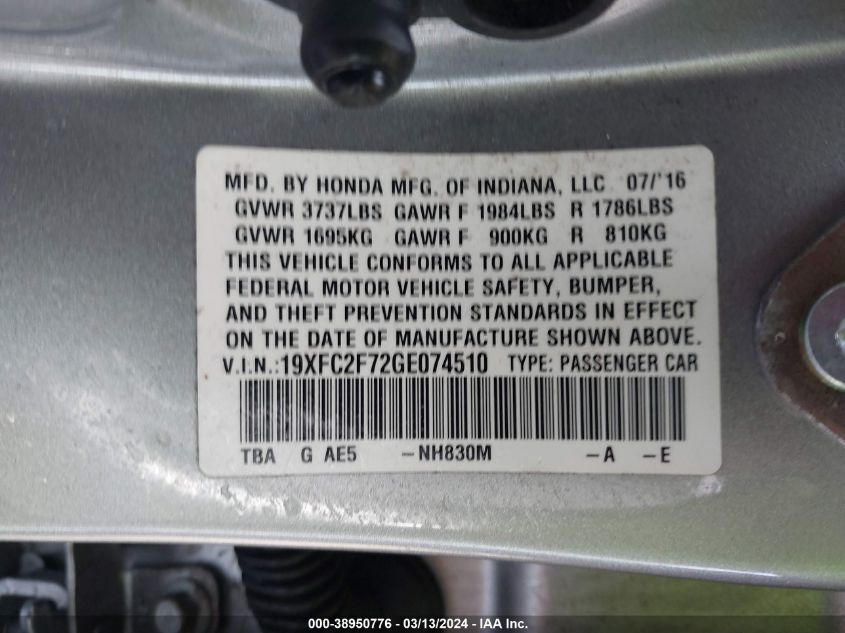 MFD. BY HONDA MFG. OF INDIANA, LLC 07/'16
GVWR 3737LBS GAWR F 1984LBS R 1786LBS
GVWR 1695KG GAWR F 900KG R 810KG
THIS VEHICLE CONFORMS TO ALL APPLICABLE
FEDERAL MOTOR VEHICLE SAFETY, BUMPER,
AND THEFT PREVENTION STANDARDS IN EFFECT
ON THE DATE OF MANUFACTURE SHOWN ABOVE.
V.I.N.:19XFC2F72GE074510 TYPE: PASSENGER CAR
TBA G AE5 -NH830M -A -E
000-38950776 - 03/13/2024 - IAA Inc.